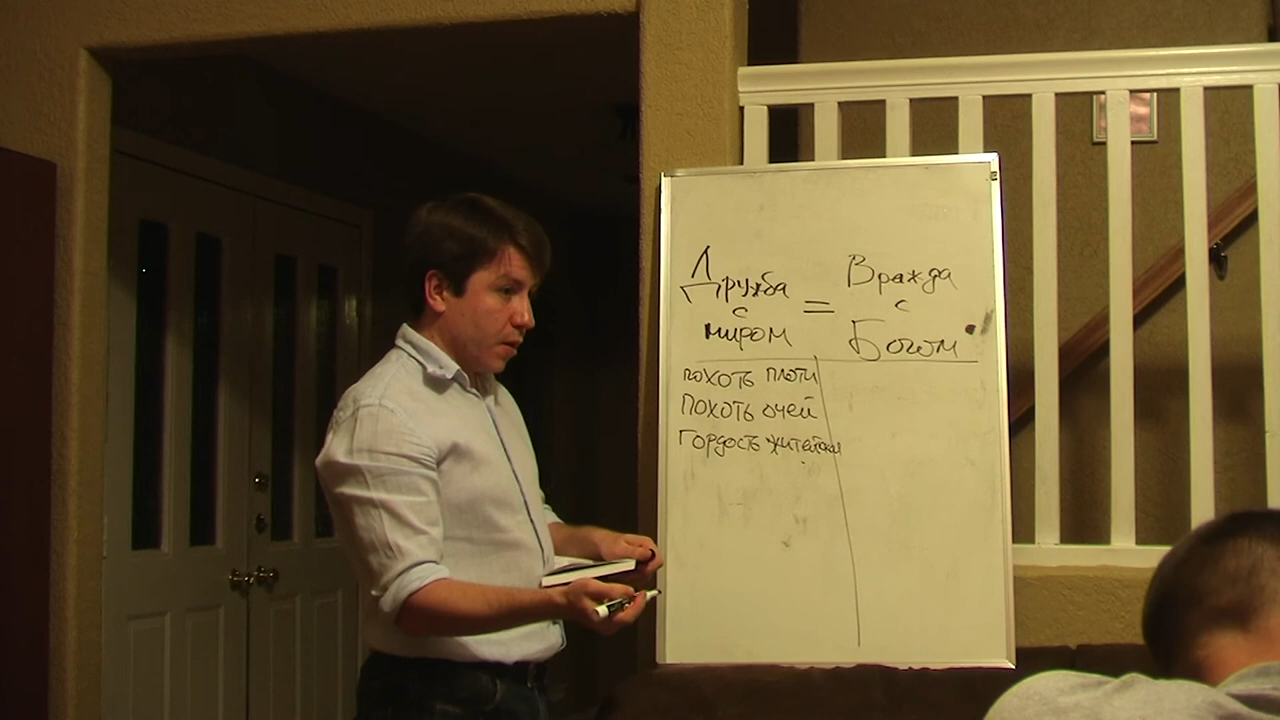 Дружба
с
миром
=
Вражда
с
Богом
похоть плоти
Похоть очей
Гордость житейская